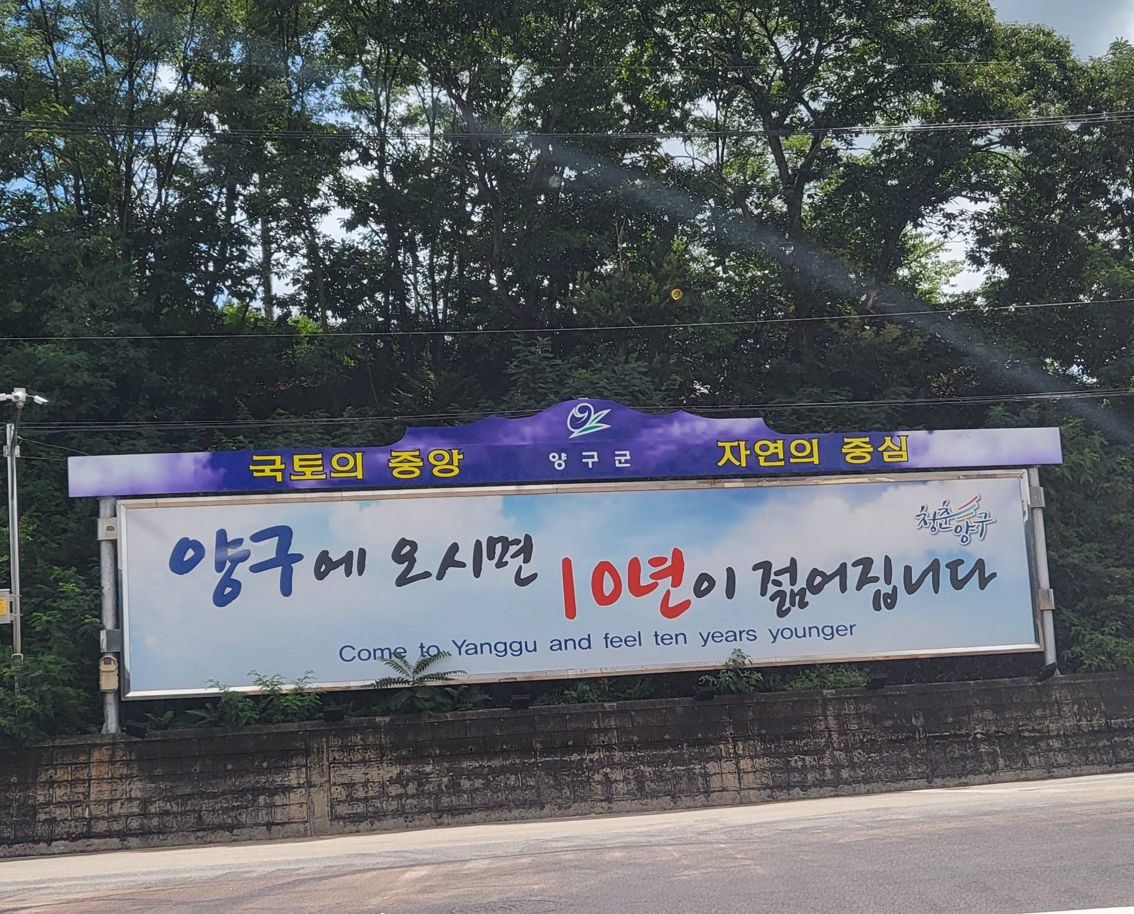 국토의 중앙 양구군 자연의 중심
청춘양구
양구에 오시면 10년이 젊어집니다
Come to Yanggu and feel ten years younger